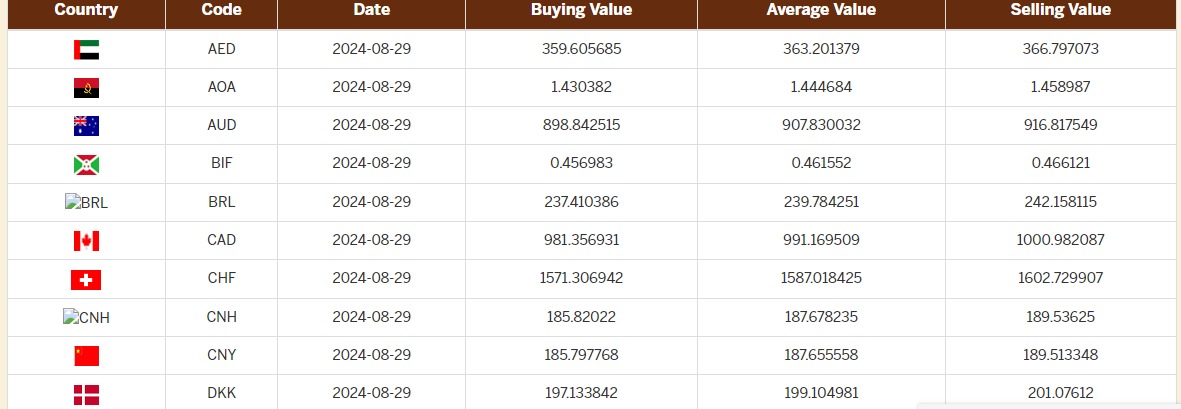 Country Code Date Buying Value Average Value Selling Value
AED 2024-08-29 359.605685 363.201379 366.797073
AOA 2024-08-29 1.430382 1.444684 1.458987
AUD 2024-08-29 898.842515 907.830032 916.817549
BIF 2024-08-29 0.456983 0.461552 0.466121
BRL BRL 2024-08-29 237.410386 239.784251 242.158115
CAD 2024-08-29 981.356931 991.169509 1000.982087
CHF 2024-08-29 1571.306942 1587.018425 1602.729907
CNH CNH 2024-08-29 185.82022 187.678235 189.53625
CNY 2024-08-29 185.797768 187.655558 189.513348
DKK 2024-08-29 197.133842 199.104981 201.07612